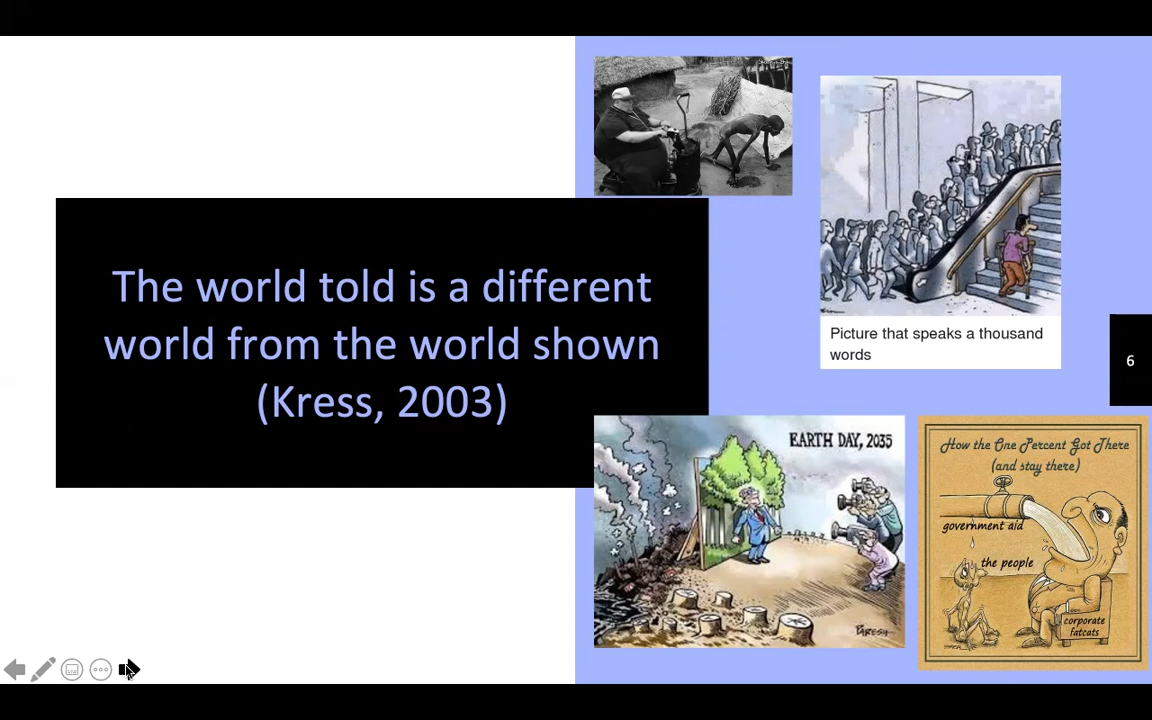 The world told is a different
world from the world shown
(Kress, 2003)
Picture that speaks a thousand
words
6
EARTH DAY, 2035
PARESH
How the One Percent Got There
(and stay there)
government aid
the people
corporate
fatcats